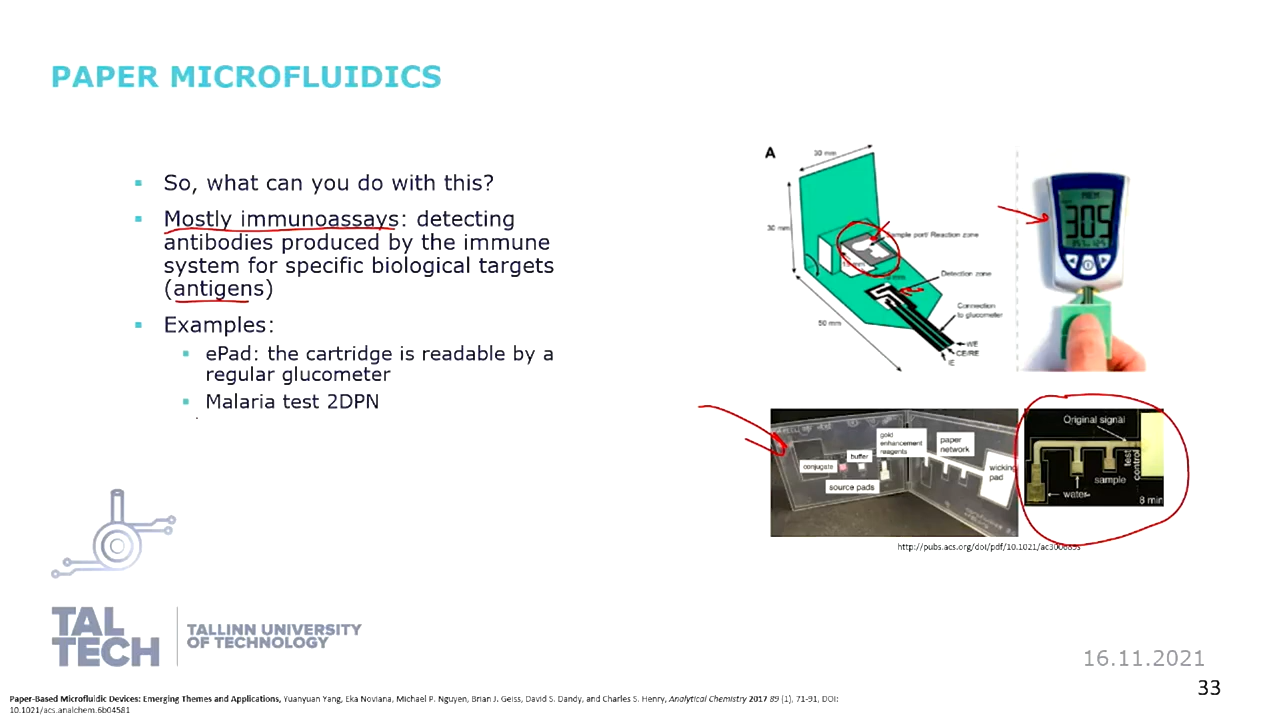 PAPER MICROFLUIDICS
So, what can you do with this?
Mostly immunoassays: detecting
antibodies produced by the immune
system for specific biological targets
(antigens)
Examples:
ePad: the cartridge is readable by a
regular glucometer
Malaria test 2DPN
A
30 mm
30 mm
Sample port/ Reaction zone
Detection zone
Connection
to glucometer
50 mm
WE
CE/RE
IE
MEM
305
gold
enhancement
reagents
paper
network
buffer
conjugate
wicking
pad
source pads
Original signal
test
control
sample
water
8 min
TAL
TECH
TALLINN UNIVERSITY
OF TECHNOLOGY
16.11.2021
33
Paper-Based Microfluidic Devices: Emerging Themes and Applications, Yuanyuan Yang, Eka Noviana, Michael P. Nguyen, Brian J. Geiss, David S. Dandy, and Charles S. Henry, Analytical Chemistry 2017 89 (1), 71-91, DOI:
10.1021/acs.analchem.6b04581